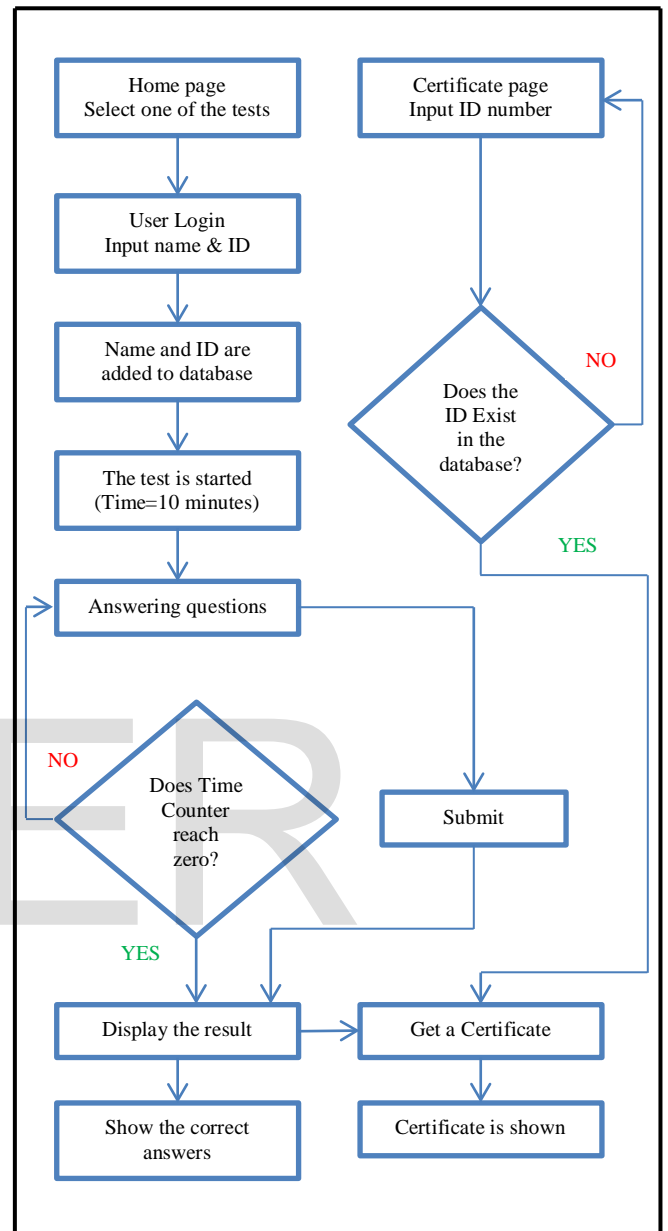 Home page
Select one of the tests
User Login
Input name & ID
Name and ID are
added to database
The test is started
(Time=10 minutes)
Answering questions
NO
Does Time
Counter
reach
zero?
YES
Submit
Display the result
Show the correct
answers
Certificate page
Input ID number
NO
Does the
ID Exist
in the
database?
YES
Get a Certificate
Certificate is shown
ER